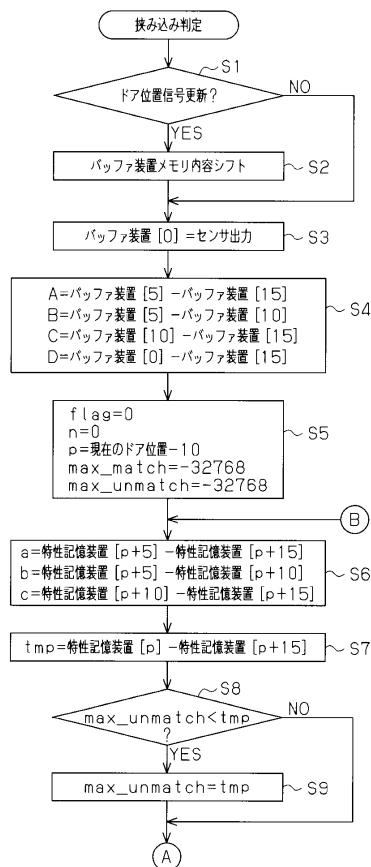 挟み込み判定
S1
ドア位置信号更新？
NO
YES
バッファ装置メモリ内容シフト
S2
バッファ装置 [0] =センサ出力
S3
A=バッファ装置 [5] −バッファ装置 [15]
B=バッファ装置 [5] −バッファ装置 [10]
C=バッファ装置 [10] −バッファ装置 [15]
D=バッファ装置 [0] −バッファ装置 [15]
S4
flag=0
n=0
p=現在のドア位置−10
max_match=−32768
max_unmatch=−32768
S5
B
a=特性記憶装置 [p+5] −特性記憶装置 [p+15]
b=特性記憶装置 [p+5] −特性記憶装置 [p+10]
c=特性記憶装置 [p+10] −特性記憶装置 [p+15]
S6
tmp=特性記憶装置 [p] −特性記憶装置 [p+15]
S7
S8
max_unmatch<tmp
?
NO
YES
max_unmatch=tmp
S9
A